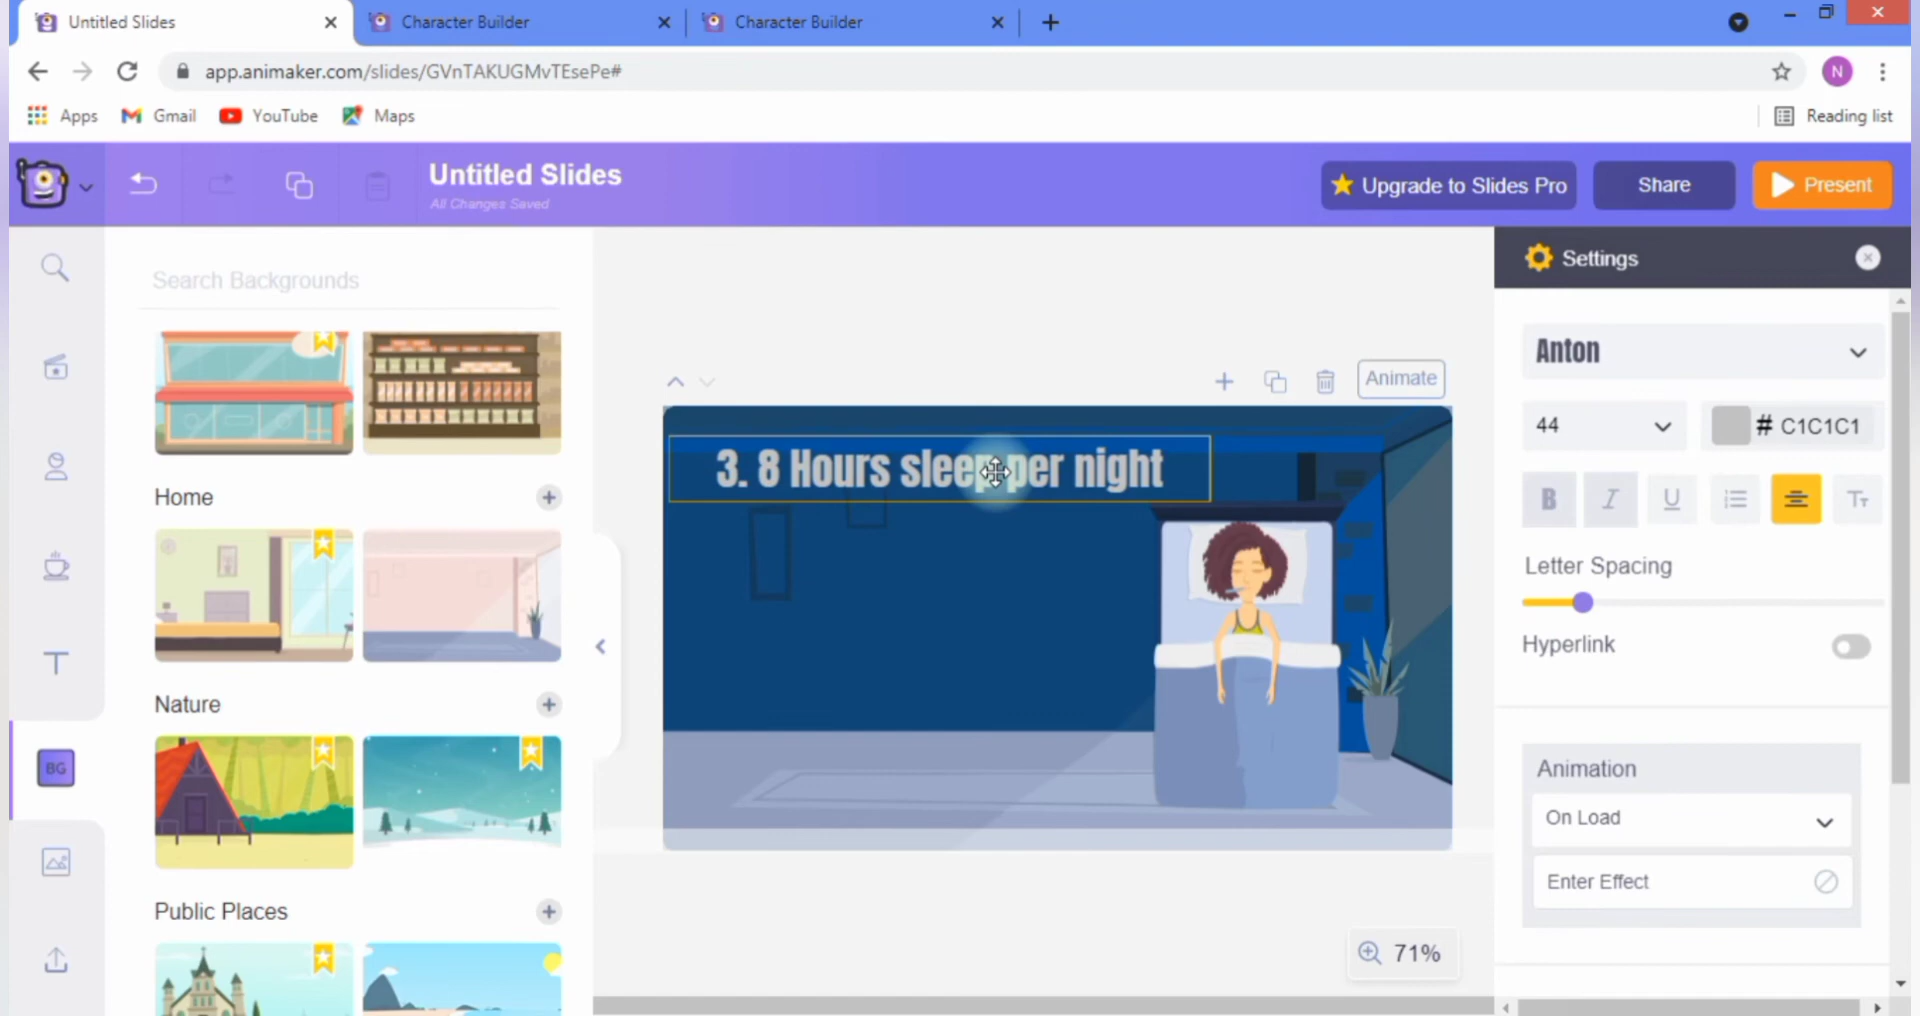 Untitled Slides
Character Builder
Character Builder
app.animaker.com/slides/GVnTAKUGMvTEsePe#
N
Apps
Gmail
YouTube
Maps
Reading list
Untitled Slides
All Changes Saved
Upgrade to Slides Pro
Share
Present
Search Backgrounds
Home
Nature
Public Places
BG
Animate
3. 8 Hours sleep per night
71%
Settings
Anton
44
# C1C1C1
B I U Tт
Letter Spacing
Hyperlink
Animation
On Load
Enter Effect